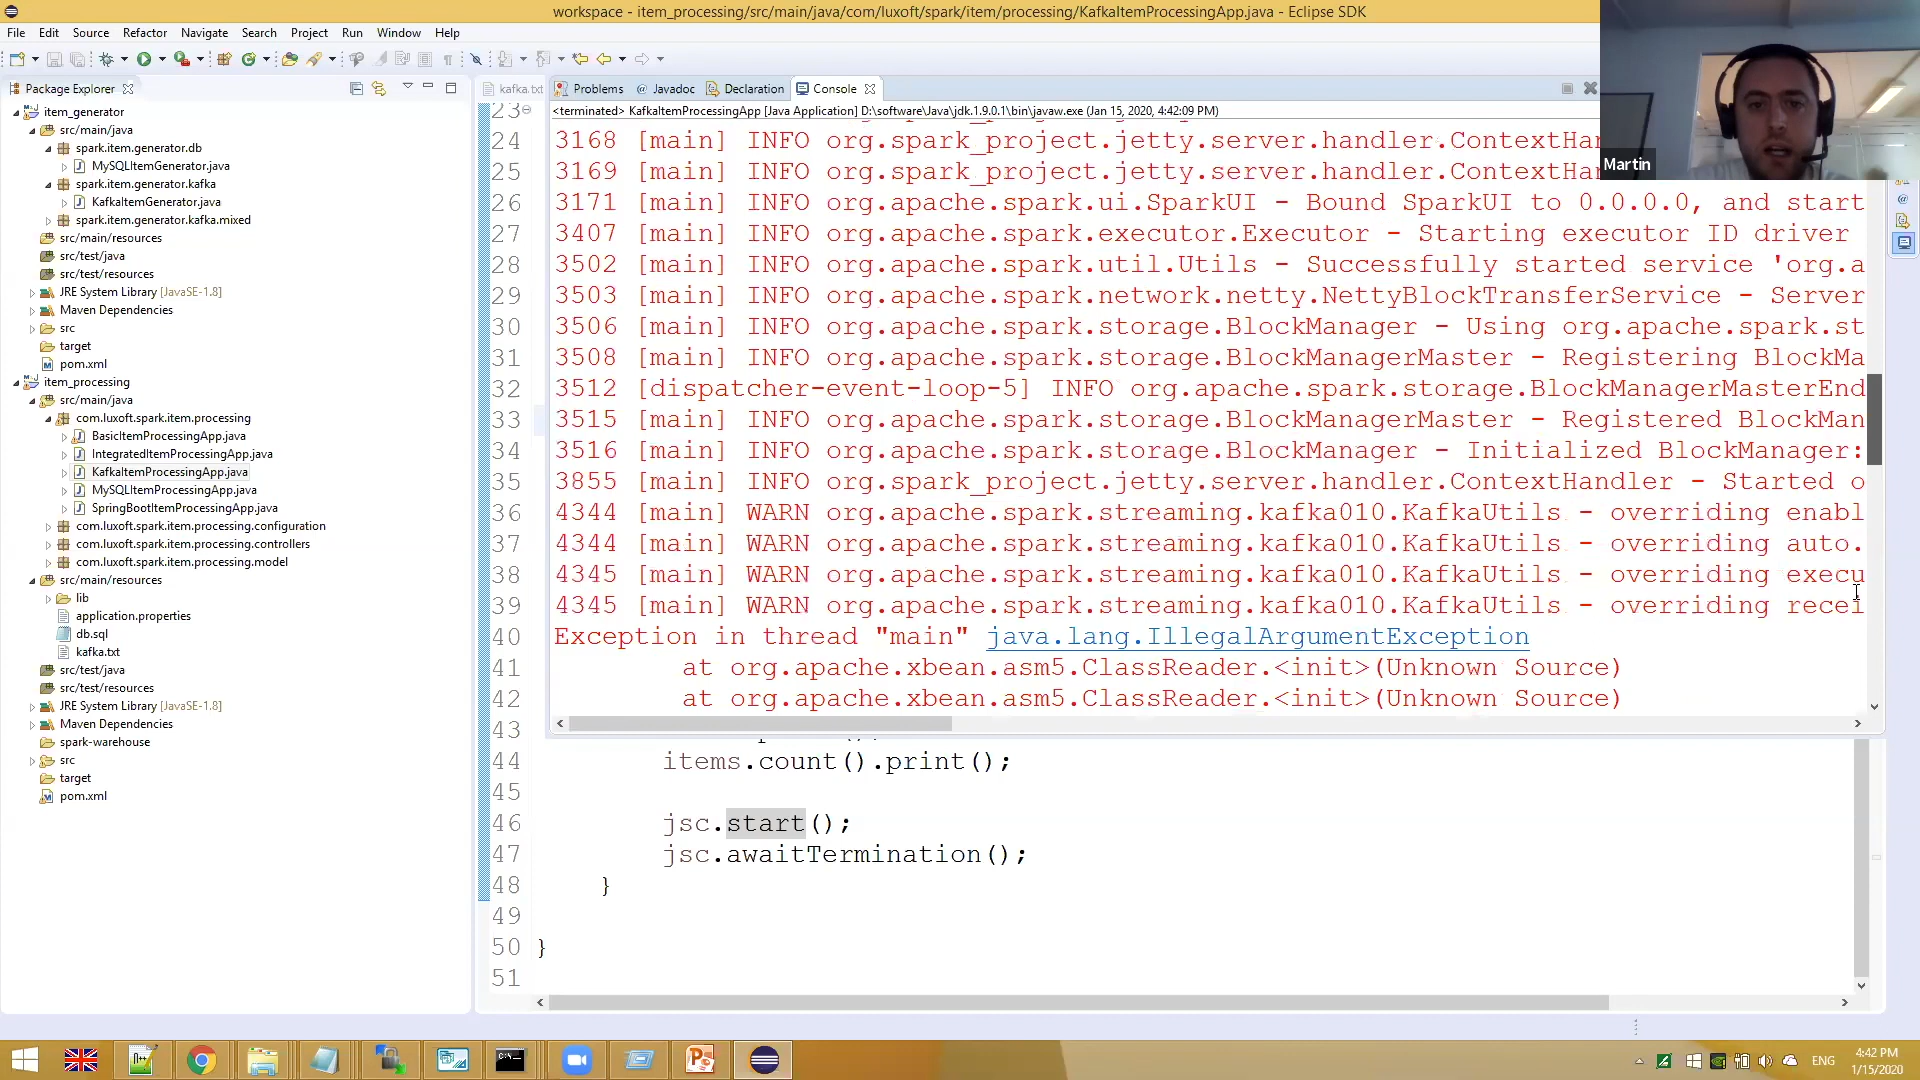 workspace - item_processing/src/main/java/com/luxoft/spark/item/processing/KafkaItemProcessingApp.java - Eclipse SDK
File Edit Source Refactor Navigate Search Project Run Window Help
Package Explorer
item_generator
src/main/java
spark.item.generator.db
MySQLItemGenerator.java
spark.item.generator.kafka
KafkaItemGenerator.java
spark.item.generator.kafka.mixed
src/main/resources
src/test/java
src/test/resources
JRE System Library [JavaSE-1.8]
Maven Dependencies
src
target
pom.xml
item_processing
src/main/java
com.luxoft.spark.item.processing
BasicItemProcessingApp.java
IntegratedItemProcessingApp.java
KafkaItemProcessingApp.java
MySQLItemProcessingApp.java
SpringBootItemProcessingApp.java
com.luxoft.spark.item.processing.configuration
com.luxoft.spark.item.processing.controllers
com.luxoft.spark.item.processing.model
src/main/resources
lib
application.properties
db.sql
kafka.txt
src/test/java
src/test/resources
JRE System Library [JavaSE-1.8]
Maven Dependencies
spark-warehouse
src
target
pom.xml
kafka.txt
Problems @ Javadoc Declaration Console
<terminated> KafkaItemProcessingApp [Java Application] D:\software\Java\jdk.1.9.0.1\bin\javaw.exe (Jan 15, 2020, 4:42:09 PM)
23
24 3168 [main] INFO org.spark_project.jetty.server.handler.ContextHan
25 3169 [main] INFO org.spark_project.jetty.server.handler.ContextHan
26 3171 [main] INFO org.apache.spark.ui.SparkUI - Bound SparkUI to 0.0.0.0, and start
27 3407 [main] INFO org.apache.spark.executor.Executor - Starting executor ID driver
28 3502 [main] INFO org.apache.spark.util.Utils - Successfully started service 'org.a
29 3503 [main] INFO org.apache.spark.network.netty.NettyBlockTransferService - Server
30 3506 [main] INFO org.apache.spark.storage.BlockManager - Using org.apache.spark.st
31 3508 [main] INFO org.apache.spark.storage.BlockManagerMaster - Registering BlockMa
32 3512 [dispatcher-event-loop-5] INFO org.apache.spark.storage.BlockManagerMasterEnd
33 3515 [main] INFO org.apache.spark.storage.BlockManagerMaster - Registered BlockMan
34 3516 [main] INFO org.apache.spark.storage.BlockManager - Initialized BlockManager:
35 3855 [main] INFO org.spark_project.jetty.server.handler.ContextHandler - Started o
36 4344 [main] WARN org.apache.spark.streaming.kafka010.KafkaUtils - overriding enabl
37 4344 [main] WARN org.apache.spark.streaming.kafka010.KafkaUtils - overriding auto.
38 4345 [main] WARN org.apache.spark.streaming.kafka010.KafkaUtils - overriding execu
39 4345 [main] WARN org.apache.spark.streaming.kafka010.KafkaUtils - overriding recei
40 Exception in thread "main" java.lang.IllegalArgumentException
41 at org.apache.xbean.asm5.ClassReader.<init>(Unknown Source)
42 at org.apache.xbean.asm5.ClassReader.<init>(Unknown Source)
43
44 items.count().print();
45
46 jsc.start();
47 jsc.awaitTermination();
48 }
49
50 }
51
Martin
ENG
4:42 PM
1/15/2020